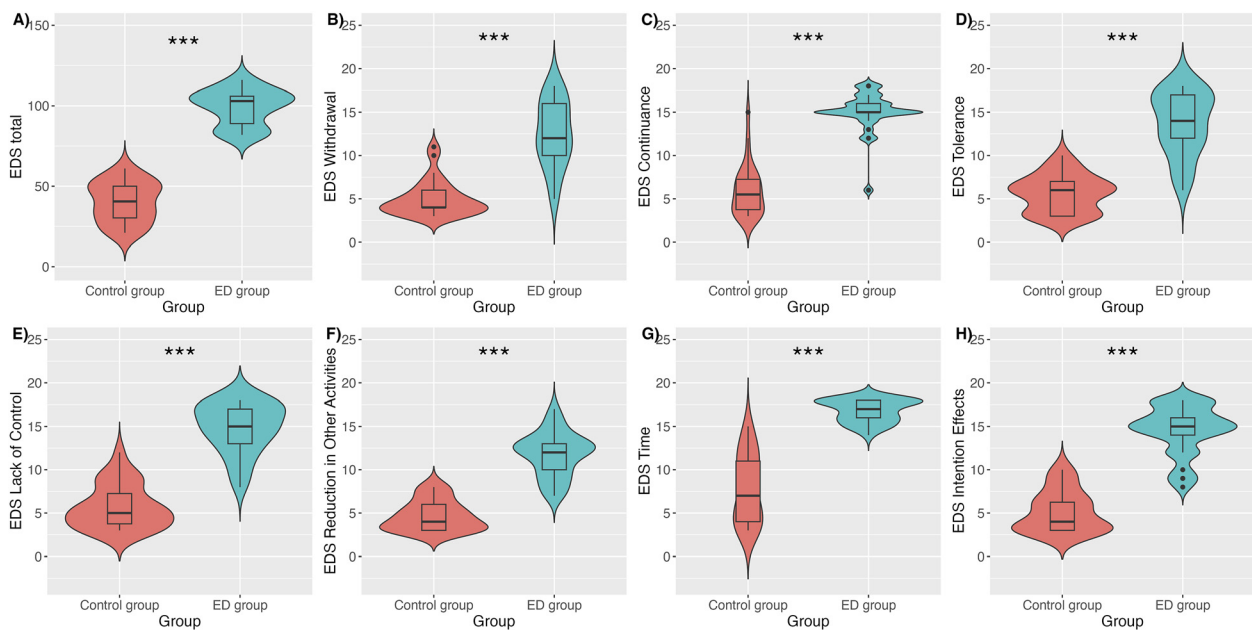 A)
150
100
50
0
EDS total
***
Control group ED group
Group
B)
25
20
15
10
5
0
EDS Withdrawal
***
Control group ED group
Group
C)
25
20
15
10
5
0
EDS Continuance
***
Control group ED group
Group
D)
25
20
15
10
5
0
EDS Tolerance
***
Control group ED group
Group
E)
25
20
15
10
5
0
EDS Lack of Control
***
Control group ED group
Group
F)
25
20
15
10
5
0
EDS Reduction in Other Activities
***
Control group ED group
Group
G)
25
20
15
10
5
0
EDS Time
***
Control group ED group
Group
H)
25
20
15
10
5
0
EDS Intention Effects
***
Control group ED group
Group